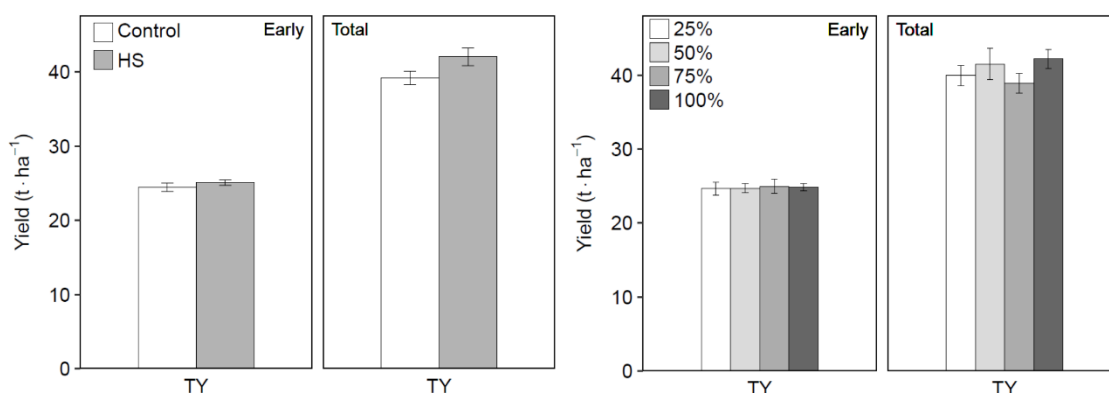 Control
HS
Early
Total
40
30
20
10
0
Yield (t · ha⁻¹)
TY
TY
25%
50%
75%
100%
Early
Total
40
30
20
10
0
Yield (t · ha⁻¹)
TY
TY